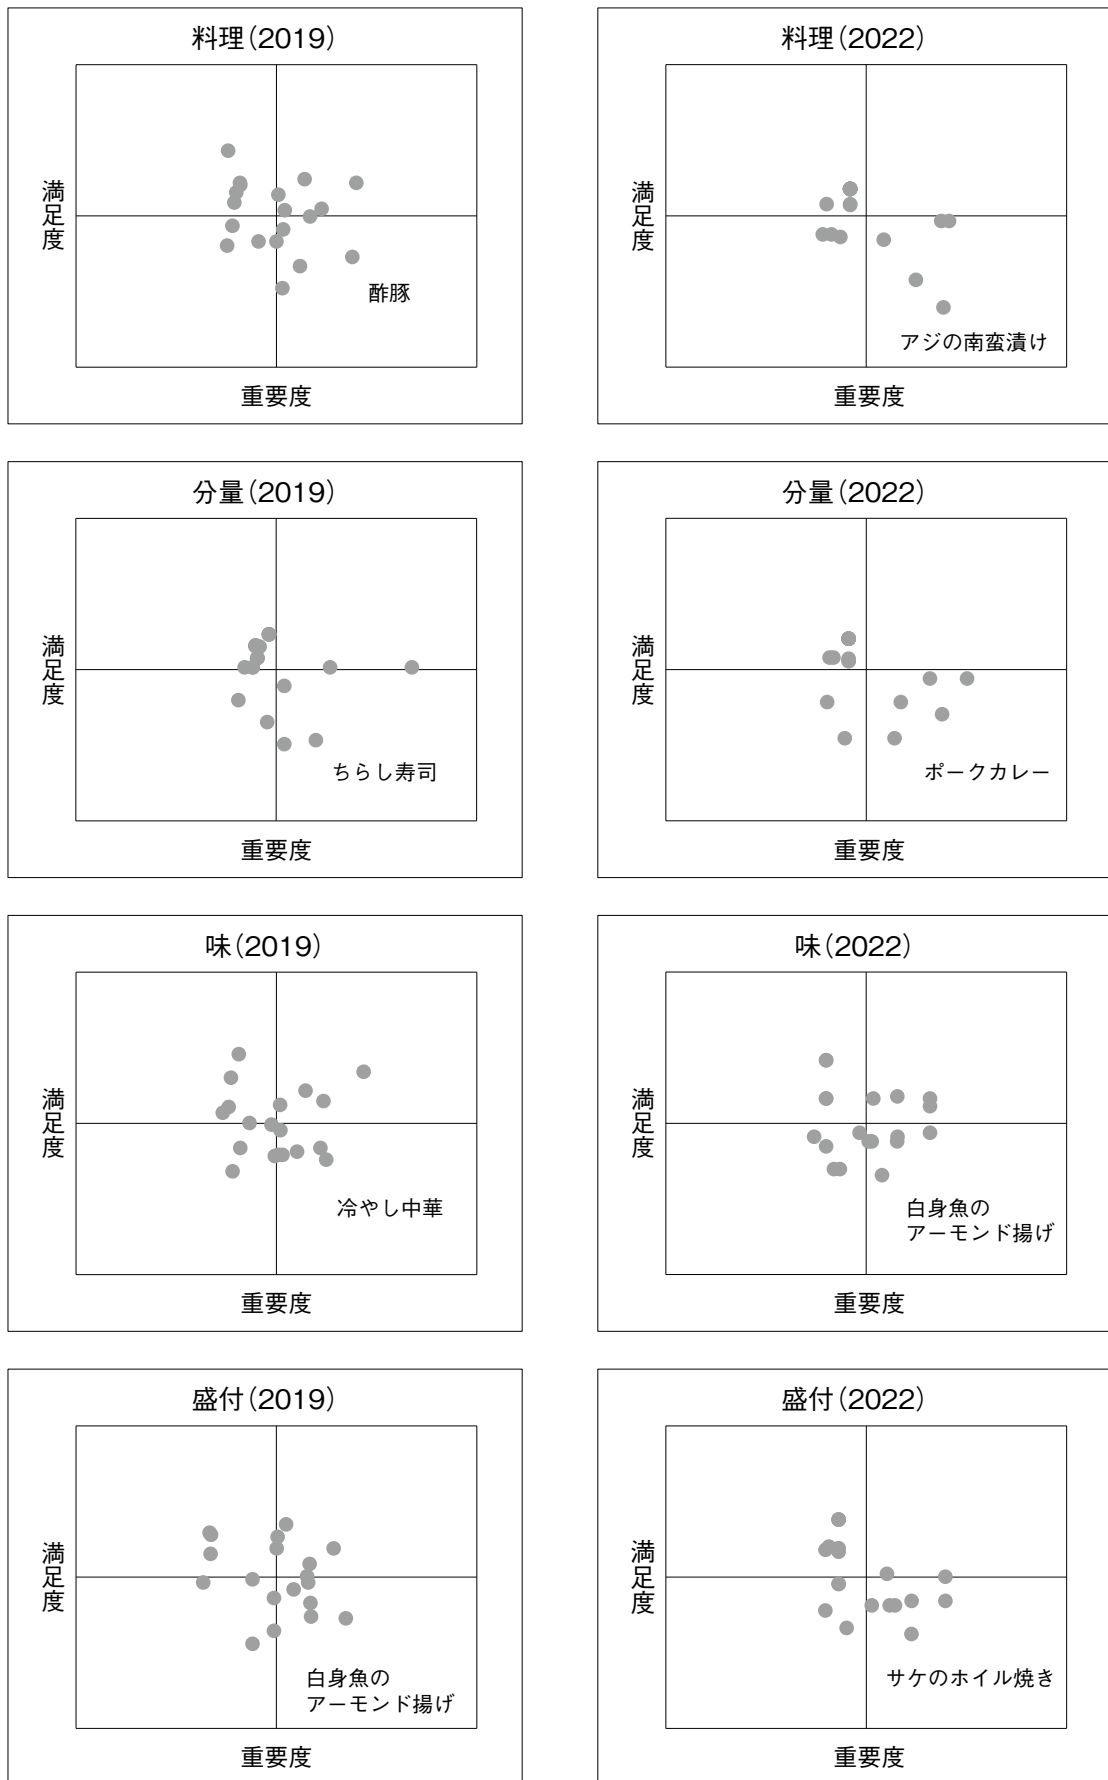 料理(2019)
満足度
酢豚
重要度
料理(2022)
満足度
アジの南蛮漬け
重要度
分量(2019)
満足度
ちらし寿司
重要度
分量(2022)
満足度
ポークカレー
重要度
味(2019)
満足度
冷やし中華
重要度
味(2022)
満足度
白身魚の
アーモンド揚げ
重要度
盛付(2019)
満足度
白身魚の
アーモンド揚げ
重要度
盛付(2022)
満足度
サケのホイル焼き
重要度